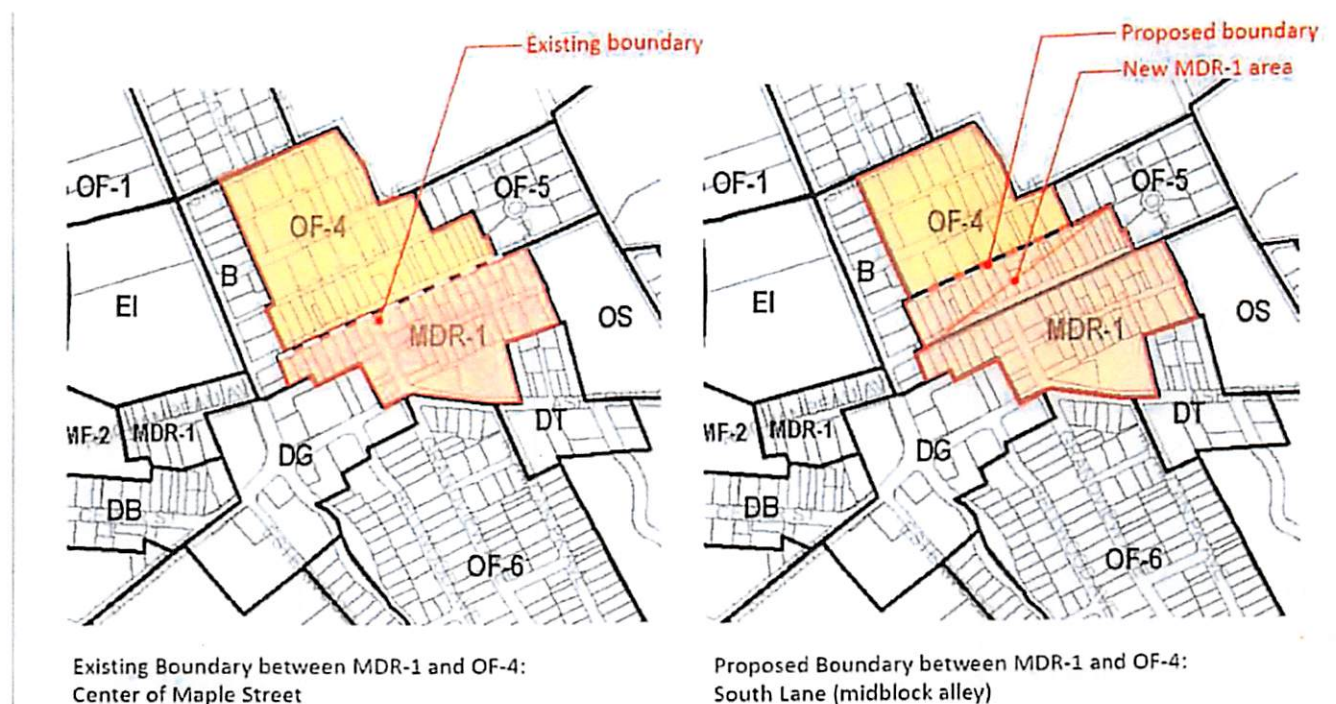 Existing boundary
Proposed boundary
New MDR-1 area
OF-1
OF-4
OF-5
B
EI
MDR-1
OS
MF-2
MDR-1
DG
DT
DB
OF-6
OF-1
OF-4
OF-5
B
EI
MDR-1
OS
MF-2
MDR-1
DG
DT
DB
OF-6
Existing Boundary between MDR-1 and OF-4:
Center of Maple Street
Proposed Boundary between MDR-1 and OF-4:
South Lane (midblock alley)